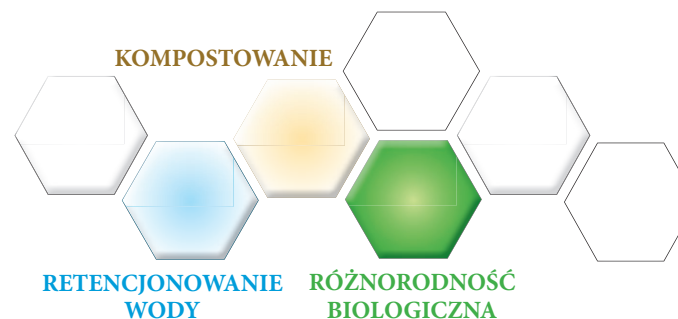 KOMPOSTOWANIE
RETENCJONOWANIE
WODY
RÓŻNORODNOŚĆ
BIOLOGICZNA